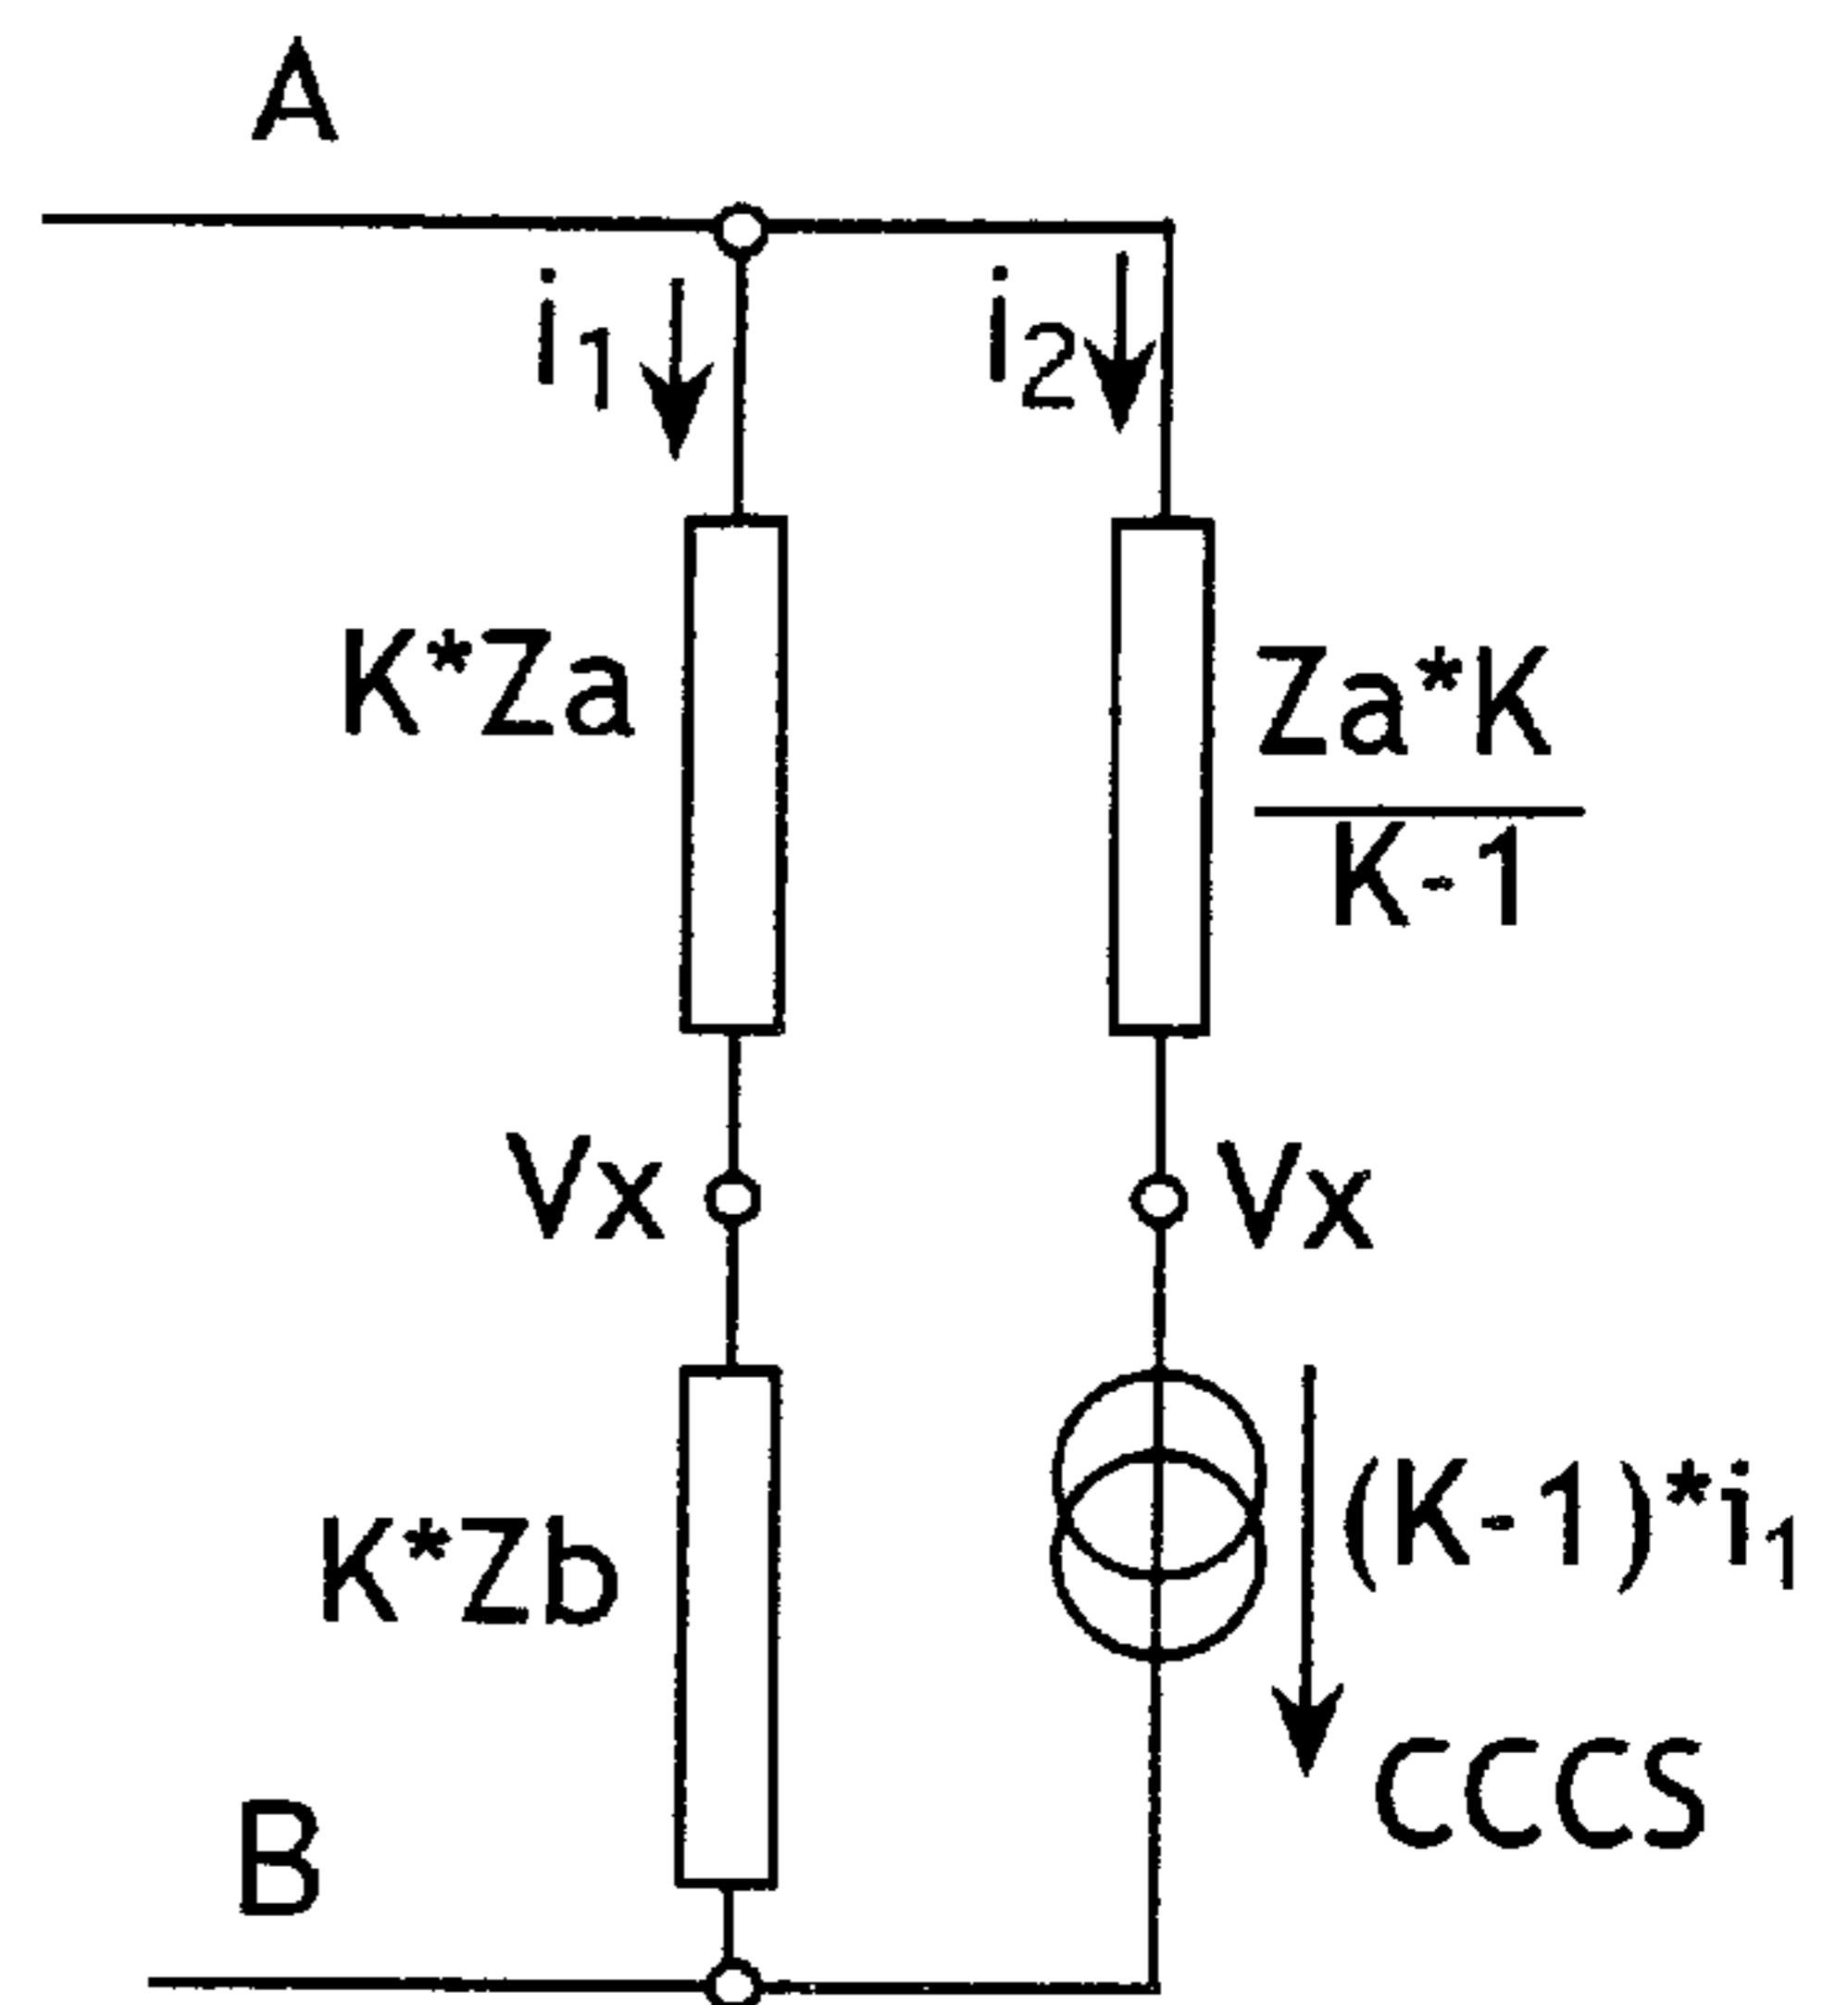 A
i1
i2
K*Za
Za*K
K-1
Vx
Vx
K*Zb
(K-1)*i1
CCCS
B